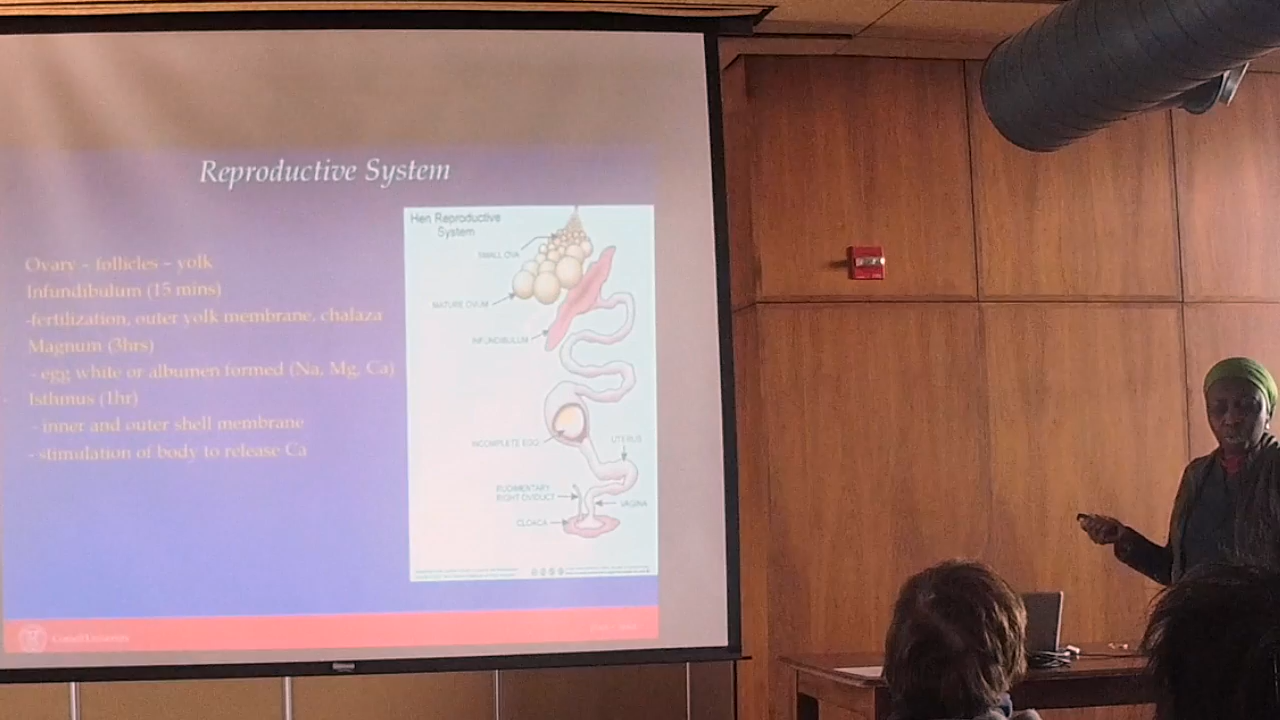 Reproductive System
Ovary - follicles - yolk
Infundibulum (15 mins)
-fertilization, outer yolk membrane, chalaza
Magnum (3hrs)
- egg white or albumen formed (Na, Mg, Ca)
Isthnus (1hr)
- inner and outer shell membrane
- stimulation of body to release Ca
Hen Reproductive
System
SMALL OVA
MATURE OVUM
INFUNDIBULUM
INCOMPLETE EGG
UTERUS
RUDIMENTARY
RIGHT OVIDUCT
VAGINA
CLOACA
Cornell University